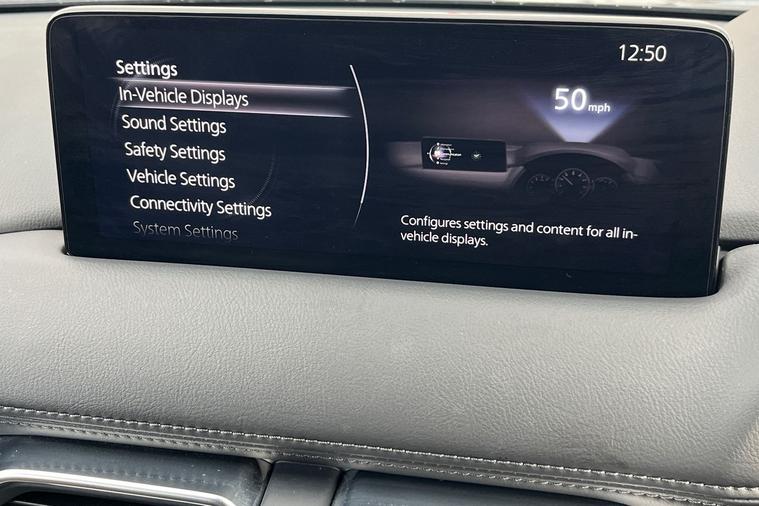 12:50
Settings
In-Vehicle Displays
Sound Settings
Safety Settings
Vehicle Settings
Connectivity Settings
System Settings
50 mph
Configures settings and content for all in-
vehicle displays.